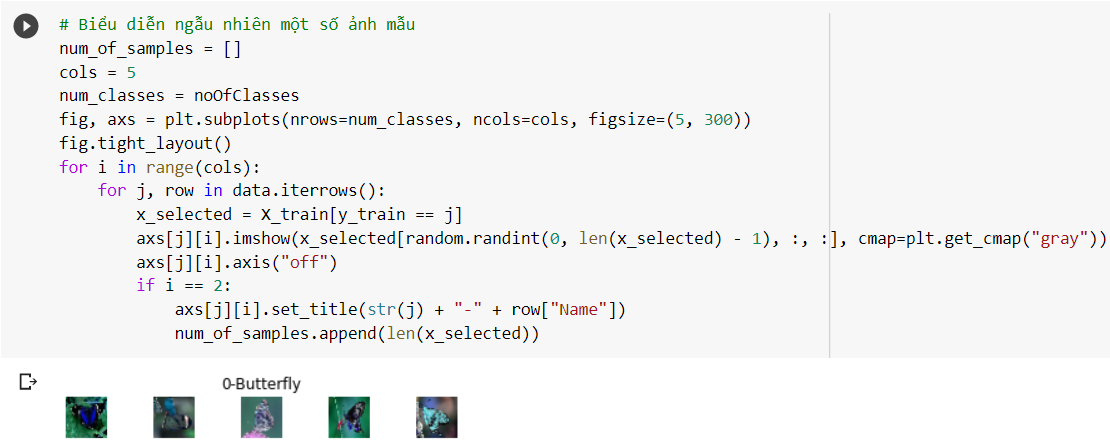 # Biểu diễn ngẫu nhiên một số ảnh mẫu
num_of_samples = []
cols = 5
num_classes = noOfClasses
fig, axs = plt.subplots(nrows=num_classes, ncols=cols, figsize=(5, 300))
fig.tight_layout()
for i in range(cols):
    for j, row in data.iterrows():
        x_selected = X_train[y_train == j]
        axs[j][i].imshow(x_selected[random.randint(0, len(x_selected) - 1), :, :], cmap=plt.get_cmap("gray"))
        axs[j][i].axis("off")
        if i == 2:
            axs[j][i].set_title(str(j) + "-" + row["Name"])
            num_of_samples.append(len(x_selected))
0-Butterfly